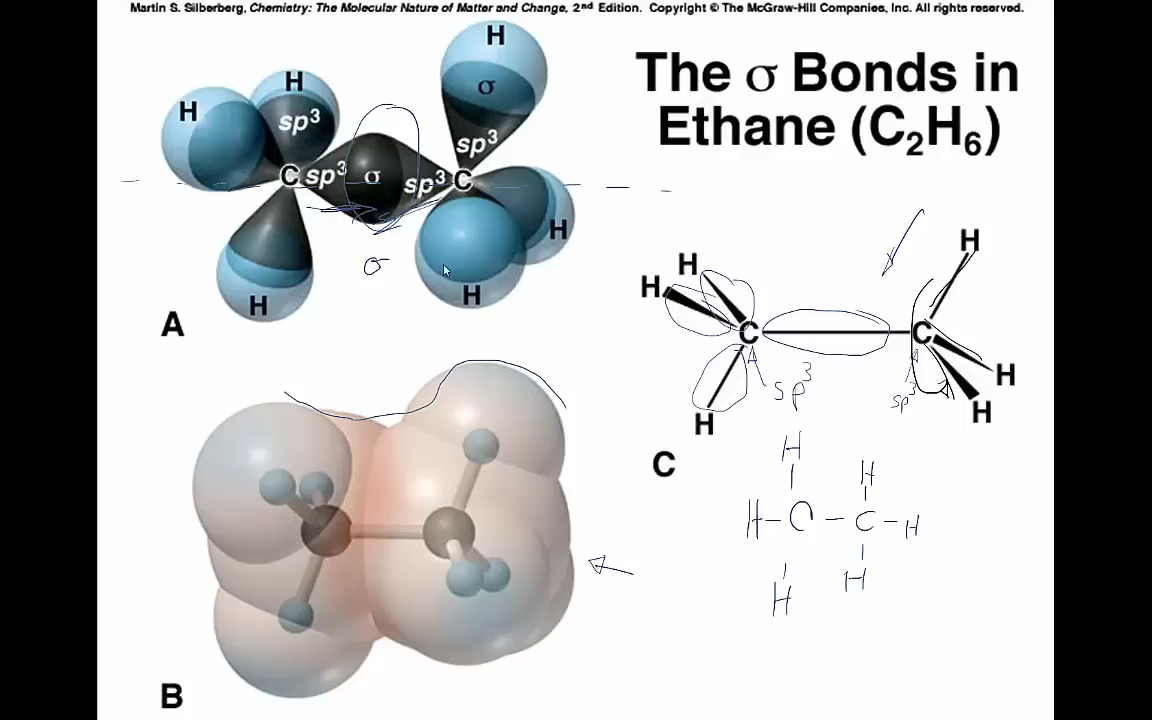 Martin S. Silberberg, Chemistry: The Molecular Nature of Matter and Change, 2nd Edition. Copyright © The McGraw-Hill Companies, Inc. All rights reserved.
The σ Bonds in
Ethane (C₂H₆)
H
H
H
σ
sp³
sp³
C sp³ σ sp³ C
H
H
H
σ
A
H
H
H
C
C
H
H
H
sp³
sp³
C
H
H
H–C–C–H
H
H
B